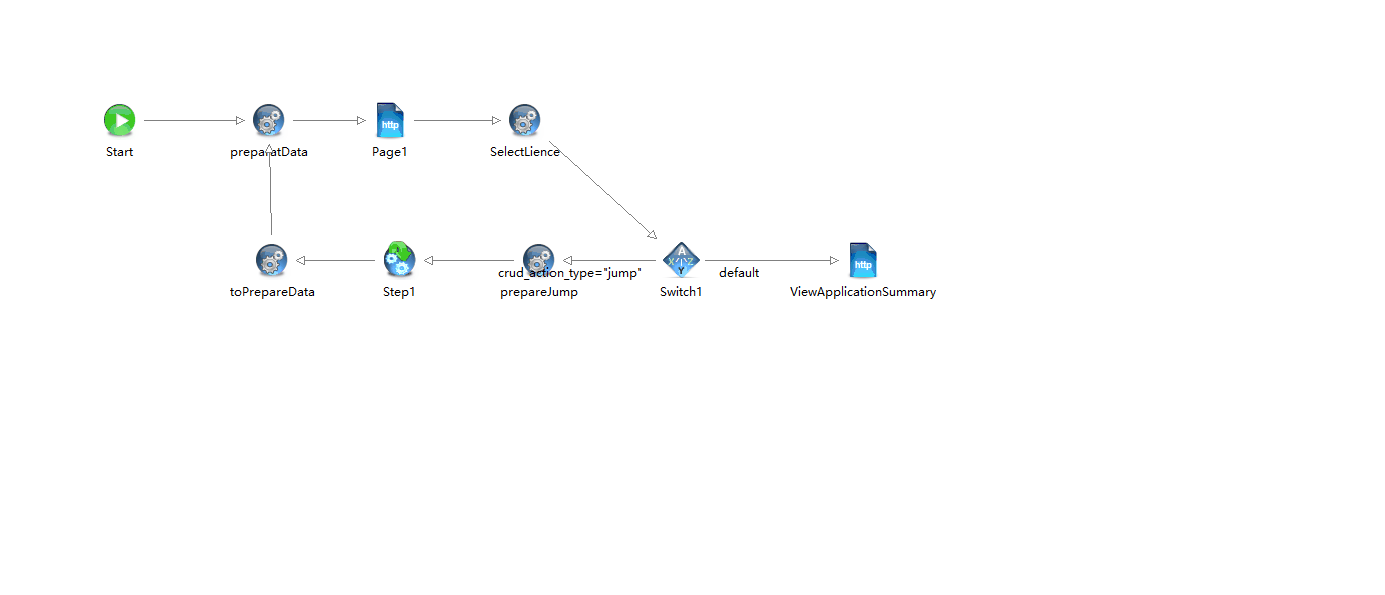 http
Start
preparatData
Page1
SelectLience
crud_action_type="jump"
A
X
Z
Y
default
http
toPrepareData
Step1
prepareJump
Switch1
ViewApplicationSummary